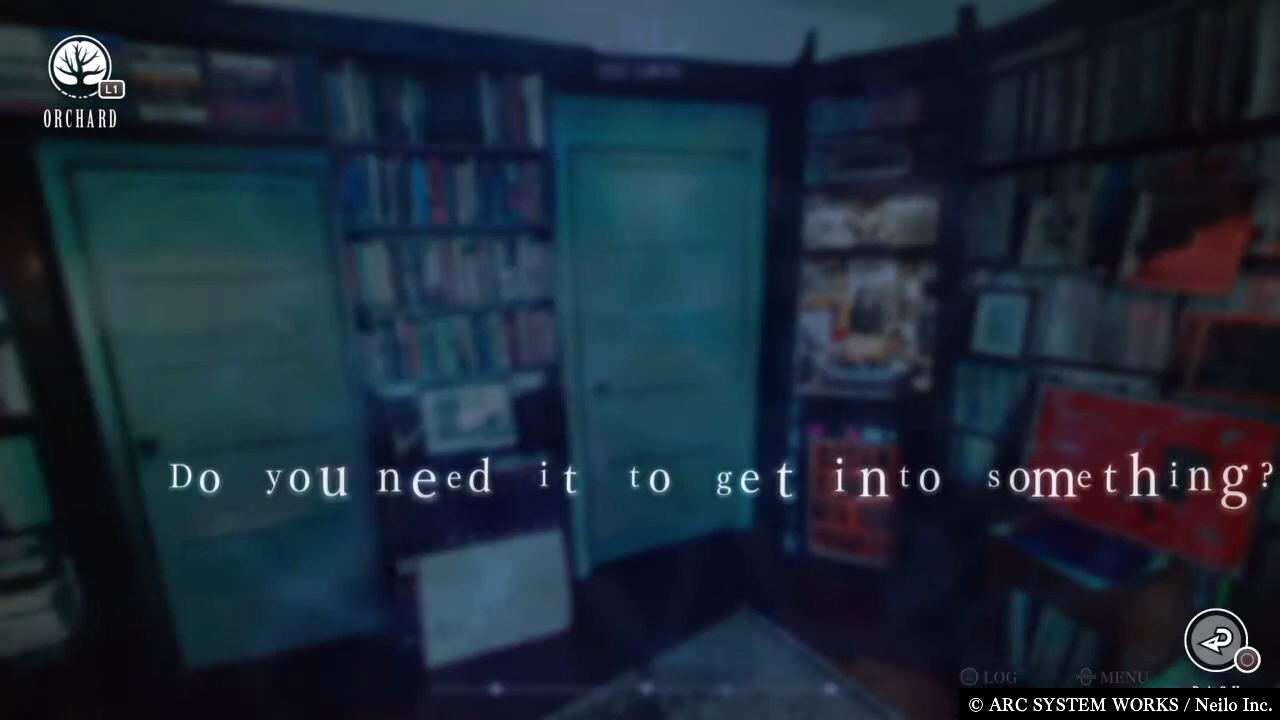 L1
ORCHARD
Do you need it to get into something?
LOG MENU
© ARC SYSTEM WORKS / Neilo Inc.